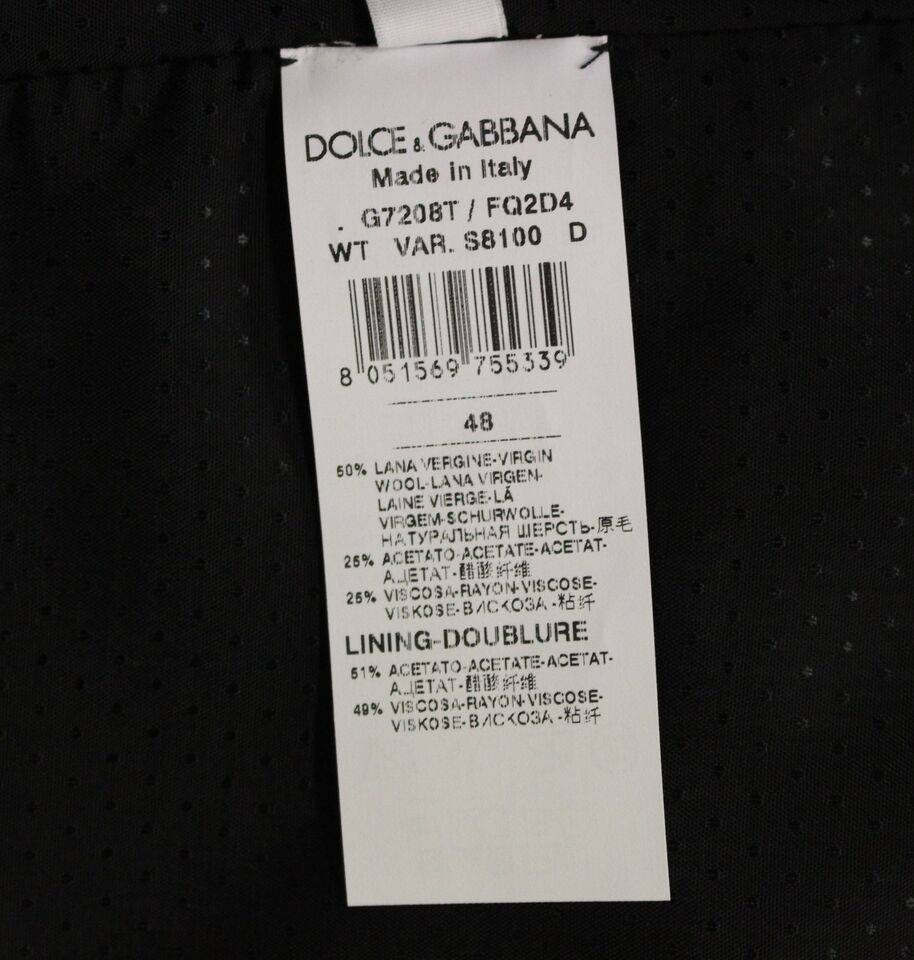 DOLCE & GABBANA
Made in Italy
. G7208T / FQ2D4
WT VAR. S8100 D
8 051569 755339
48
50% LANA VERGINE-VIRGIN
WOOL-LANA VIRGEN-
LAINE VIERGE-LÃ
VIRGEM-SCHURWOLLE-
НАТУРАЛЬНАЯ ШЕРСТЬ-原毛
25% ACETATO-ACETATE-ACETAT-
АЦЕТАТ-醋酸纤维
25% VISCOSA-RAYON-VISCOSE-
VISKOSE-ВИСКОЗА-粘纤
LINING-DOUBLURE
51% ACETATO-ACETATE-ACETAT-
АЦЕТАТ-醋酸纤维
49% VISCOSA-RAYON-VISCOSE-
VISKOSE-ВИСКОЗА-粘纤